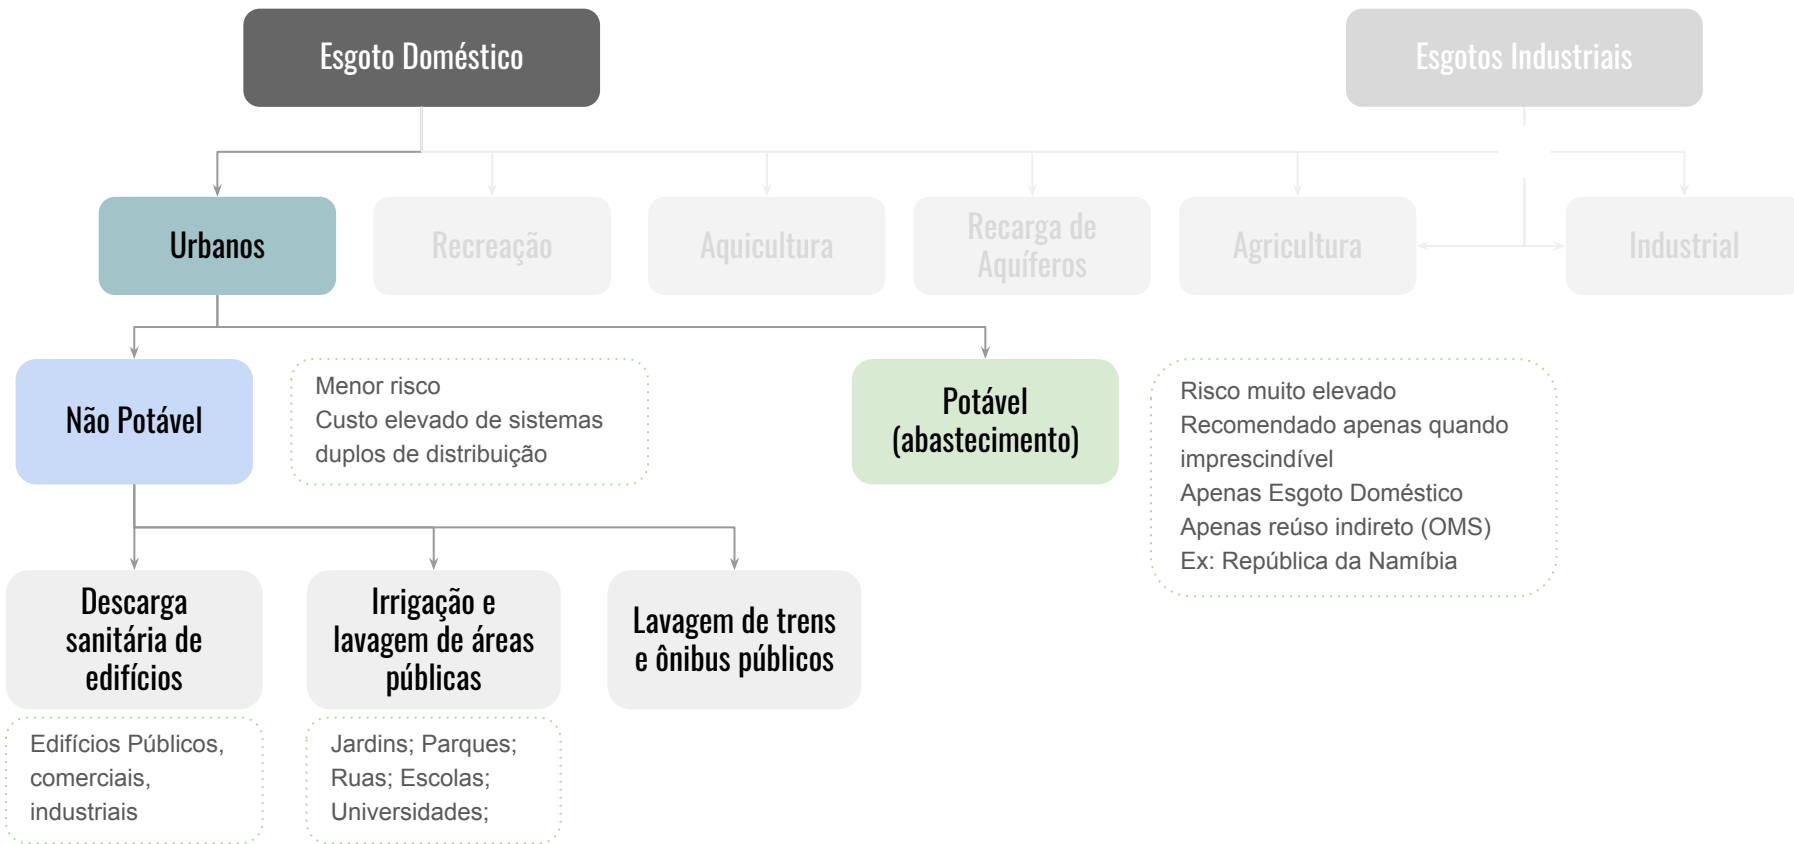 Esgoto Doméstico
Esgotos Industriais
Urbanos
Recreação
Aquicultura
Recarga de
Aquíferos
Agricultura
Industrial
Não Potável
Menor risco
Custo elevado de sistemas
duplos de distribuição
Potável
(abastecimento)
Risco muito elevado
Recomendado apenas quando
imprescindível
Apenas Esgoto Doméstico
Apenas reúso indireto (OMS)
Ex: República da Namíbia
Descarga
sanitária de
edifícios
Irrigação e
lavagem de áreas
públicas
Lavagem de trens
e ônibus públicos
Edifícios Públicos,
comerciais,
industriais
Jardins; Parques;
Ruas; Escolas;
Universidades;